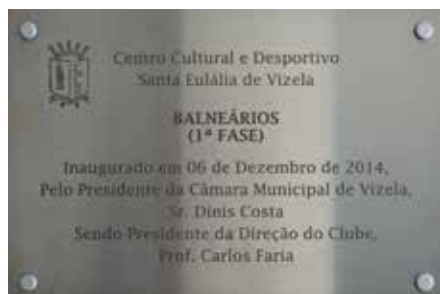 Centro Cultural e Desportivo
Santa Eulália de Vizela
BALNEÁRIOS
(1ª FASE)
Inaugurado em 06 de Dezembro de 2014,
Pelo Presidente da Câmara Municipal de Vizela,
Sr. Dinis Costa
Sendo Presidente da Direção do Clube,
Prof. Carlos Faria